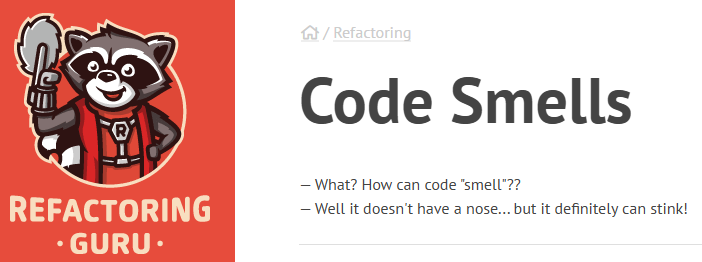 / Refactoring
Code Smells
— What? How can code "smell"??
— Well it doesn't have a nose... but it definitely can stink!
R
REFACTORING
· GURU ·